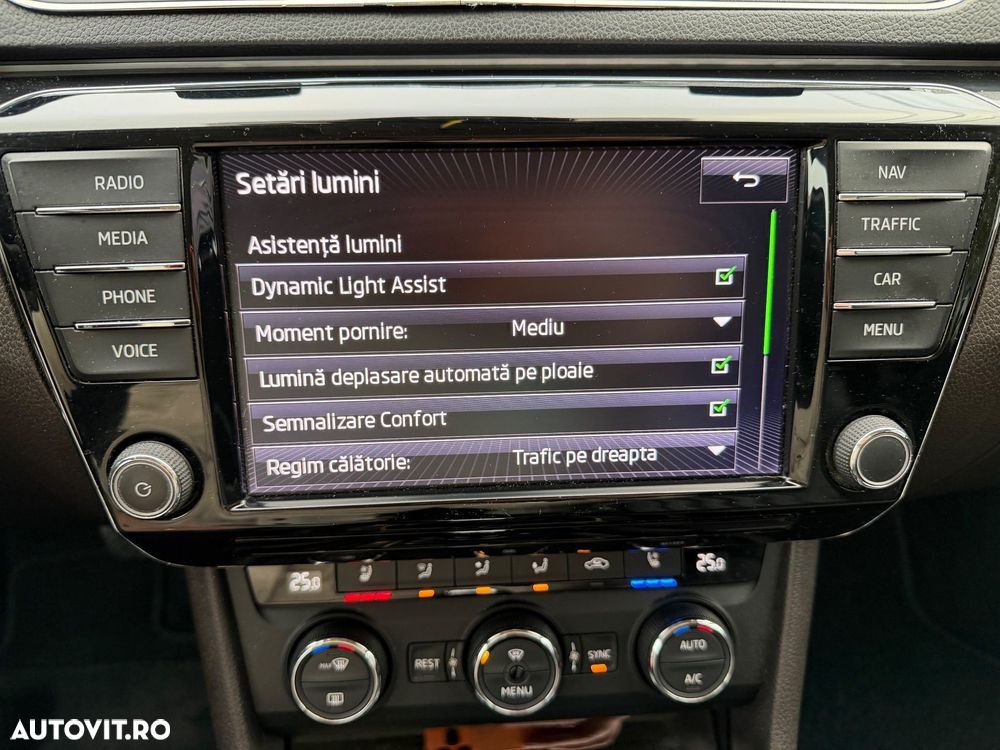 Setări lumini
Asistență lumini
Dynamic Light Assist
Moment pornire: Mediu
Lumină deplasare automată pe ploaie
Semnalizare Confort
Regim călătorie: Trafic pe dreapta
RADIO
MEDIA
PHONE
VOICE
NAV
TRAFFIC
CAR
MENU
25.0
25.0
MAX
REST
MENU
SYNC
AUTO
A/C
AUTOVIT.RO